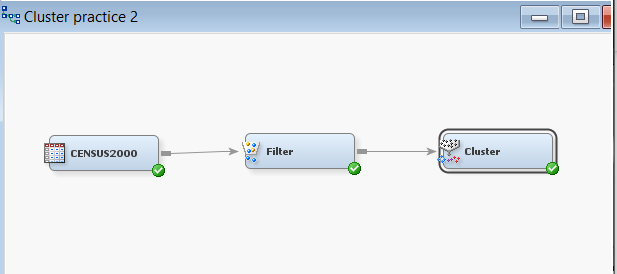 Cluster practice 2
CENSUS2000
Filter
Cluster